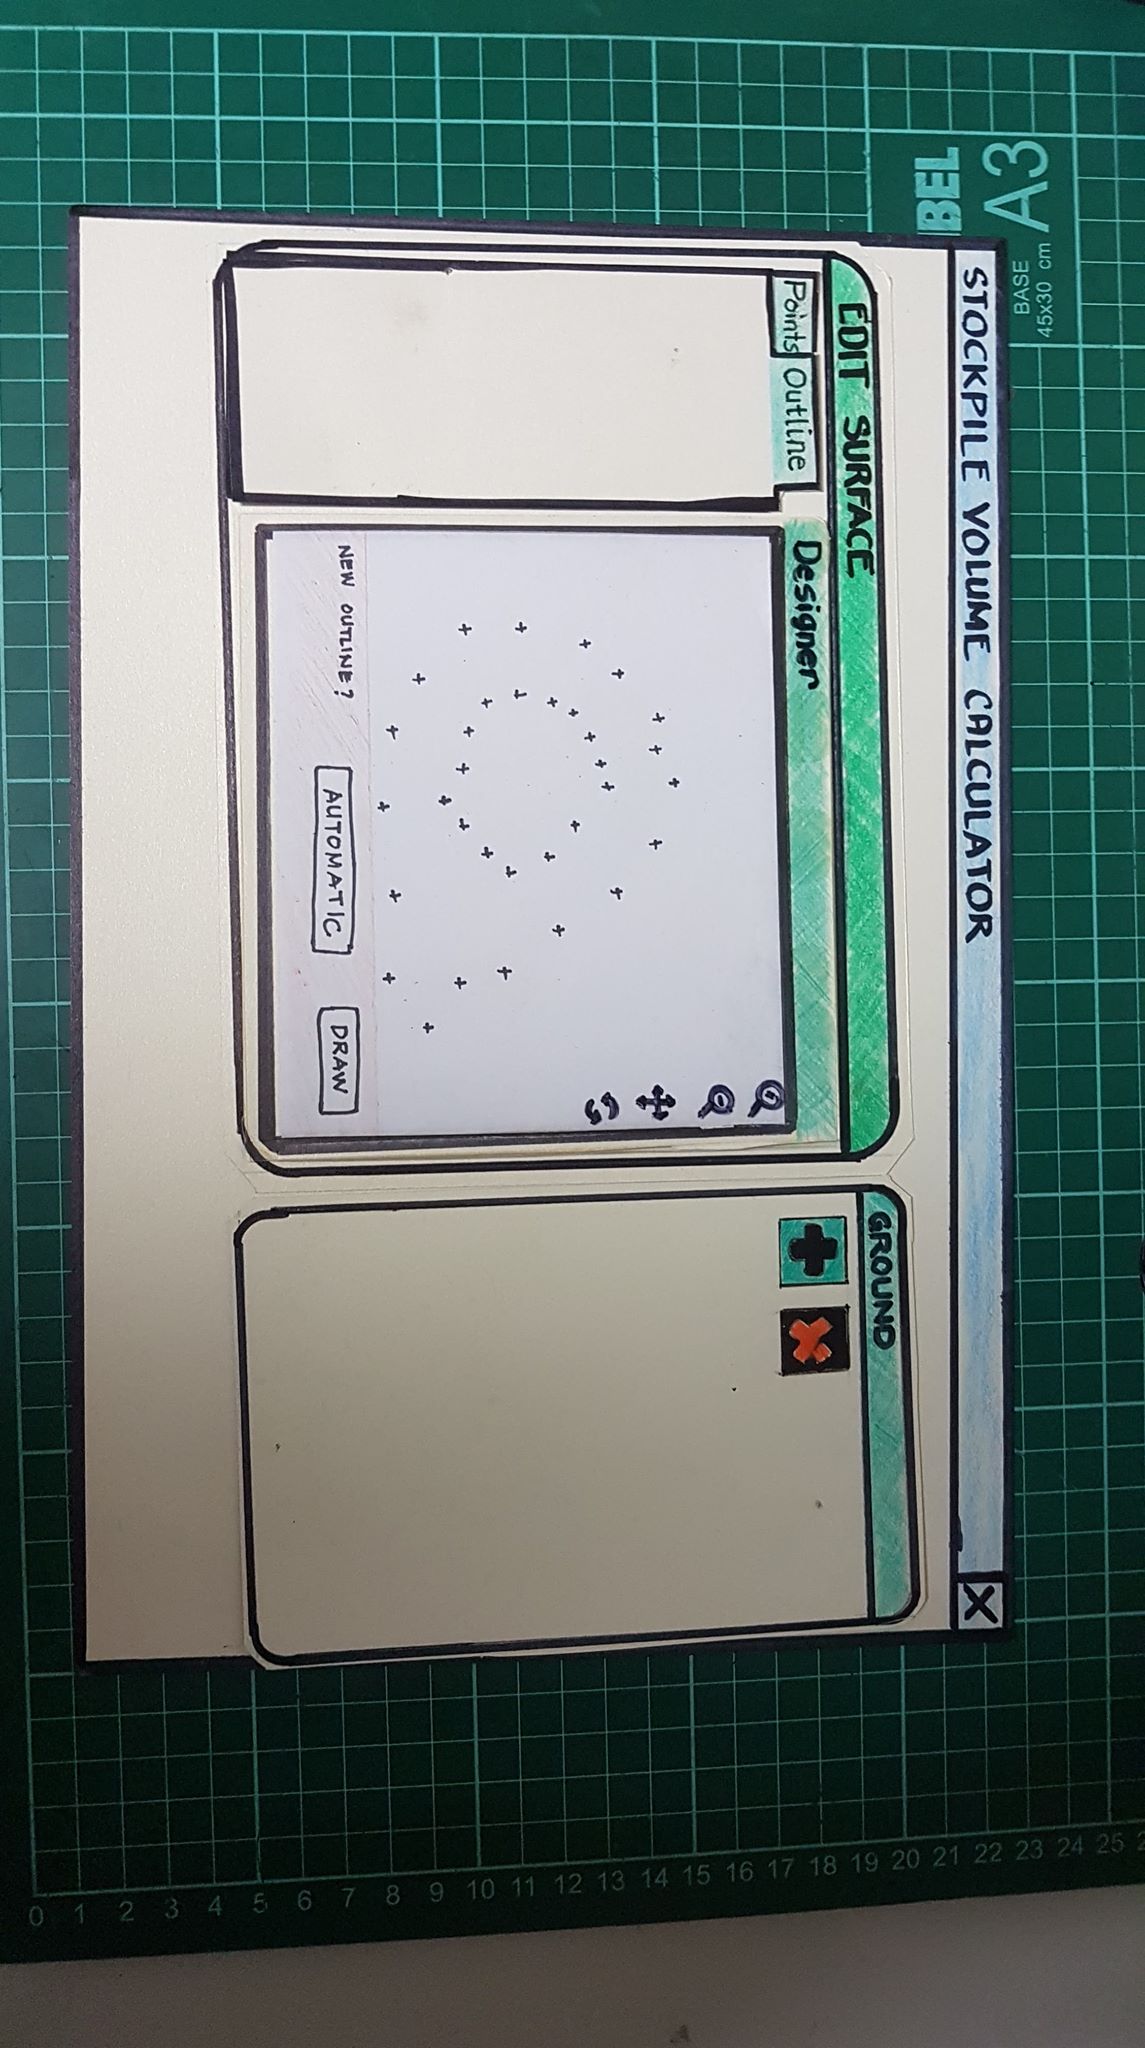 BEL
A3
BASE
45x30 cm
STOCKPILE VOLUME CALCULATOR X
EDIT SURFACE
Points Outline
Designer
NEW OUTLINE? AUTOMATIC DRAW
GROUND
0 1 2 3 4 5 6 7 8 9 10 11 12 13 14 15 16 17 18 19 20 21 22 23 24 25